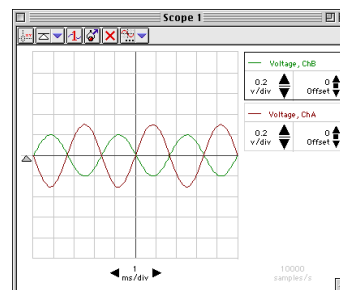 Scope 1
Voltage, ChB
0.2
v/div
0
Offset
Voltage, ChA
0.2
v/div
0
Offset
1
ms/div
10000
samples/s